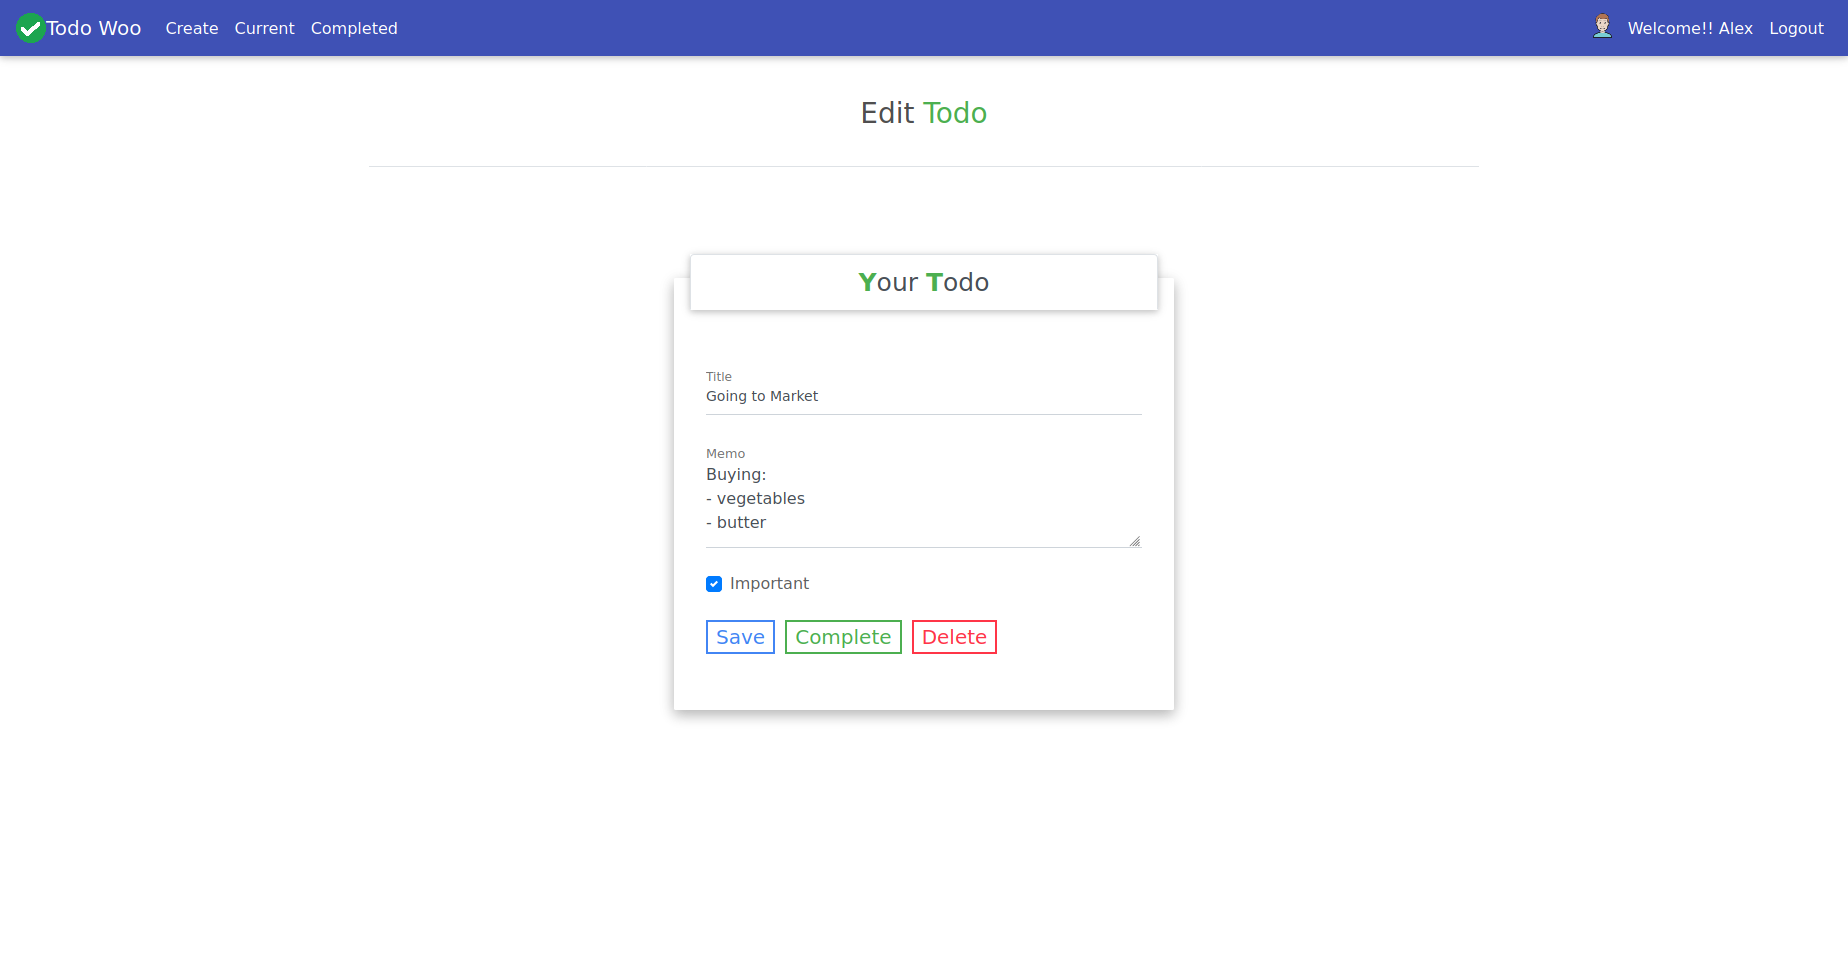 Todo Woo Create Current Completed Welcome!! Alex Logout
Edit Todo
Your Todo
Title
Going to Market
Memo
Buying:
- vegetables
- butter
Important
Save Complete Delete